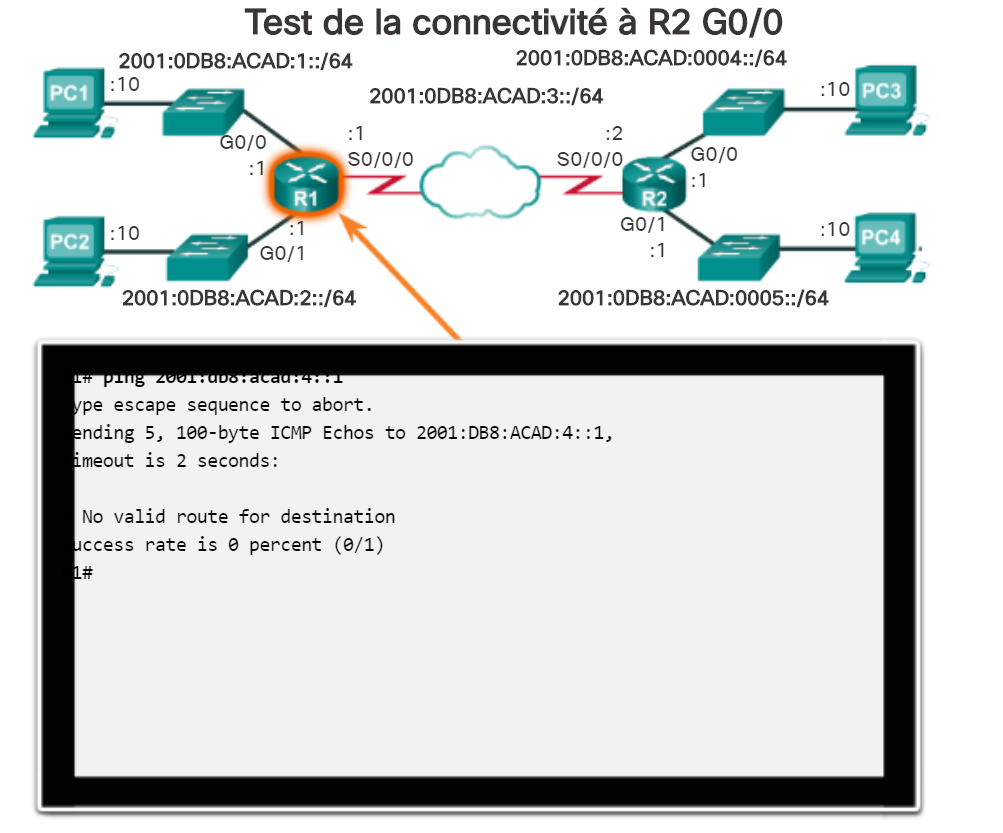 Test de la connectivité à R2 G0/0
2001:0DB8:ACAD:1::/64
2001:0DB8:ACAD:0004::/64
PC1
:10
2001:0DB8:ACAD:3::/64
:10
PC3
G0/0
:1
:1
S0/0/0
:2
S0/0/0
G0/0
:1
R1
R2
PC2
:10
:1
G0/1
G0/1
:1
:10
PC4
2001:0DB8:ACAD:2::/64
2001:0DB8:ACAD:0005::/64
1# ping 2001:db8:acad:4::1
ype escape sequence to abort.
ending 5, 100-byte ICMP Echos to 2001:DB8:ACAD:4::1,
imeout is 2 seconds:
No valid route for destination
uccess rate is 0 percent (0/1)
1#